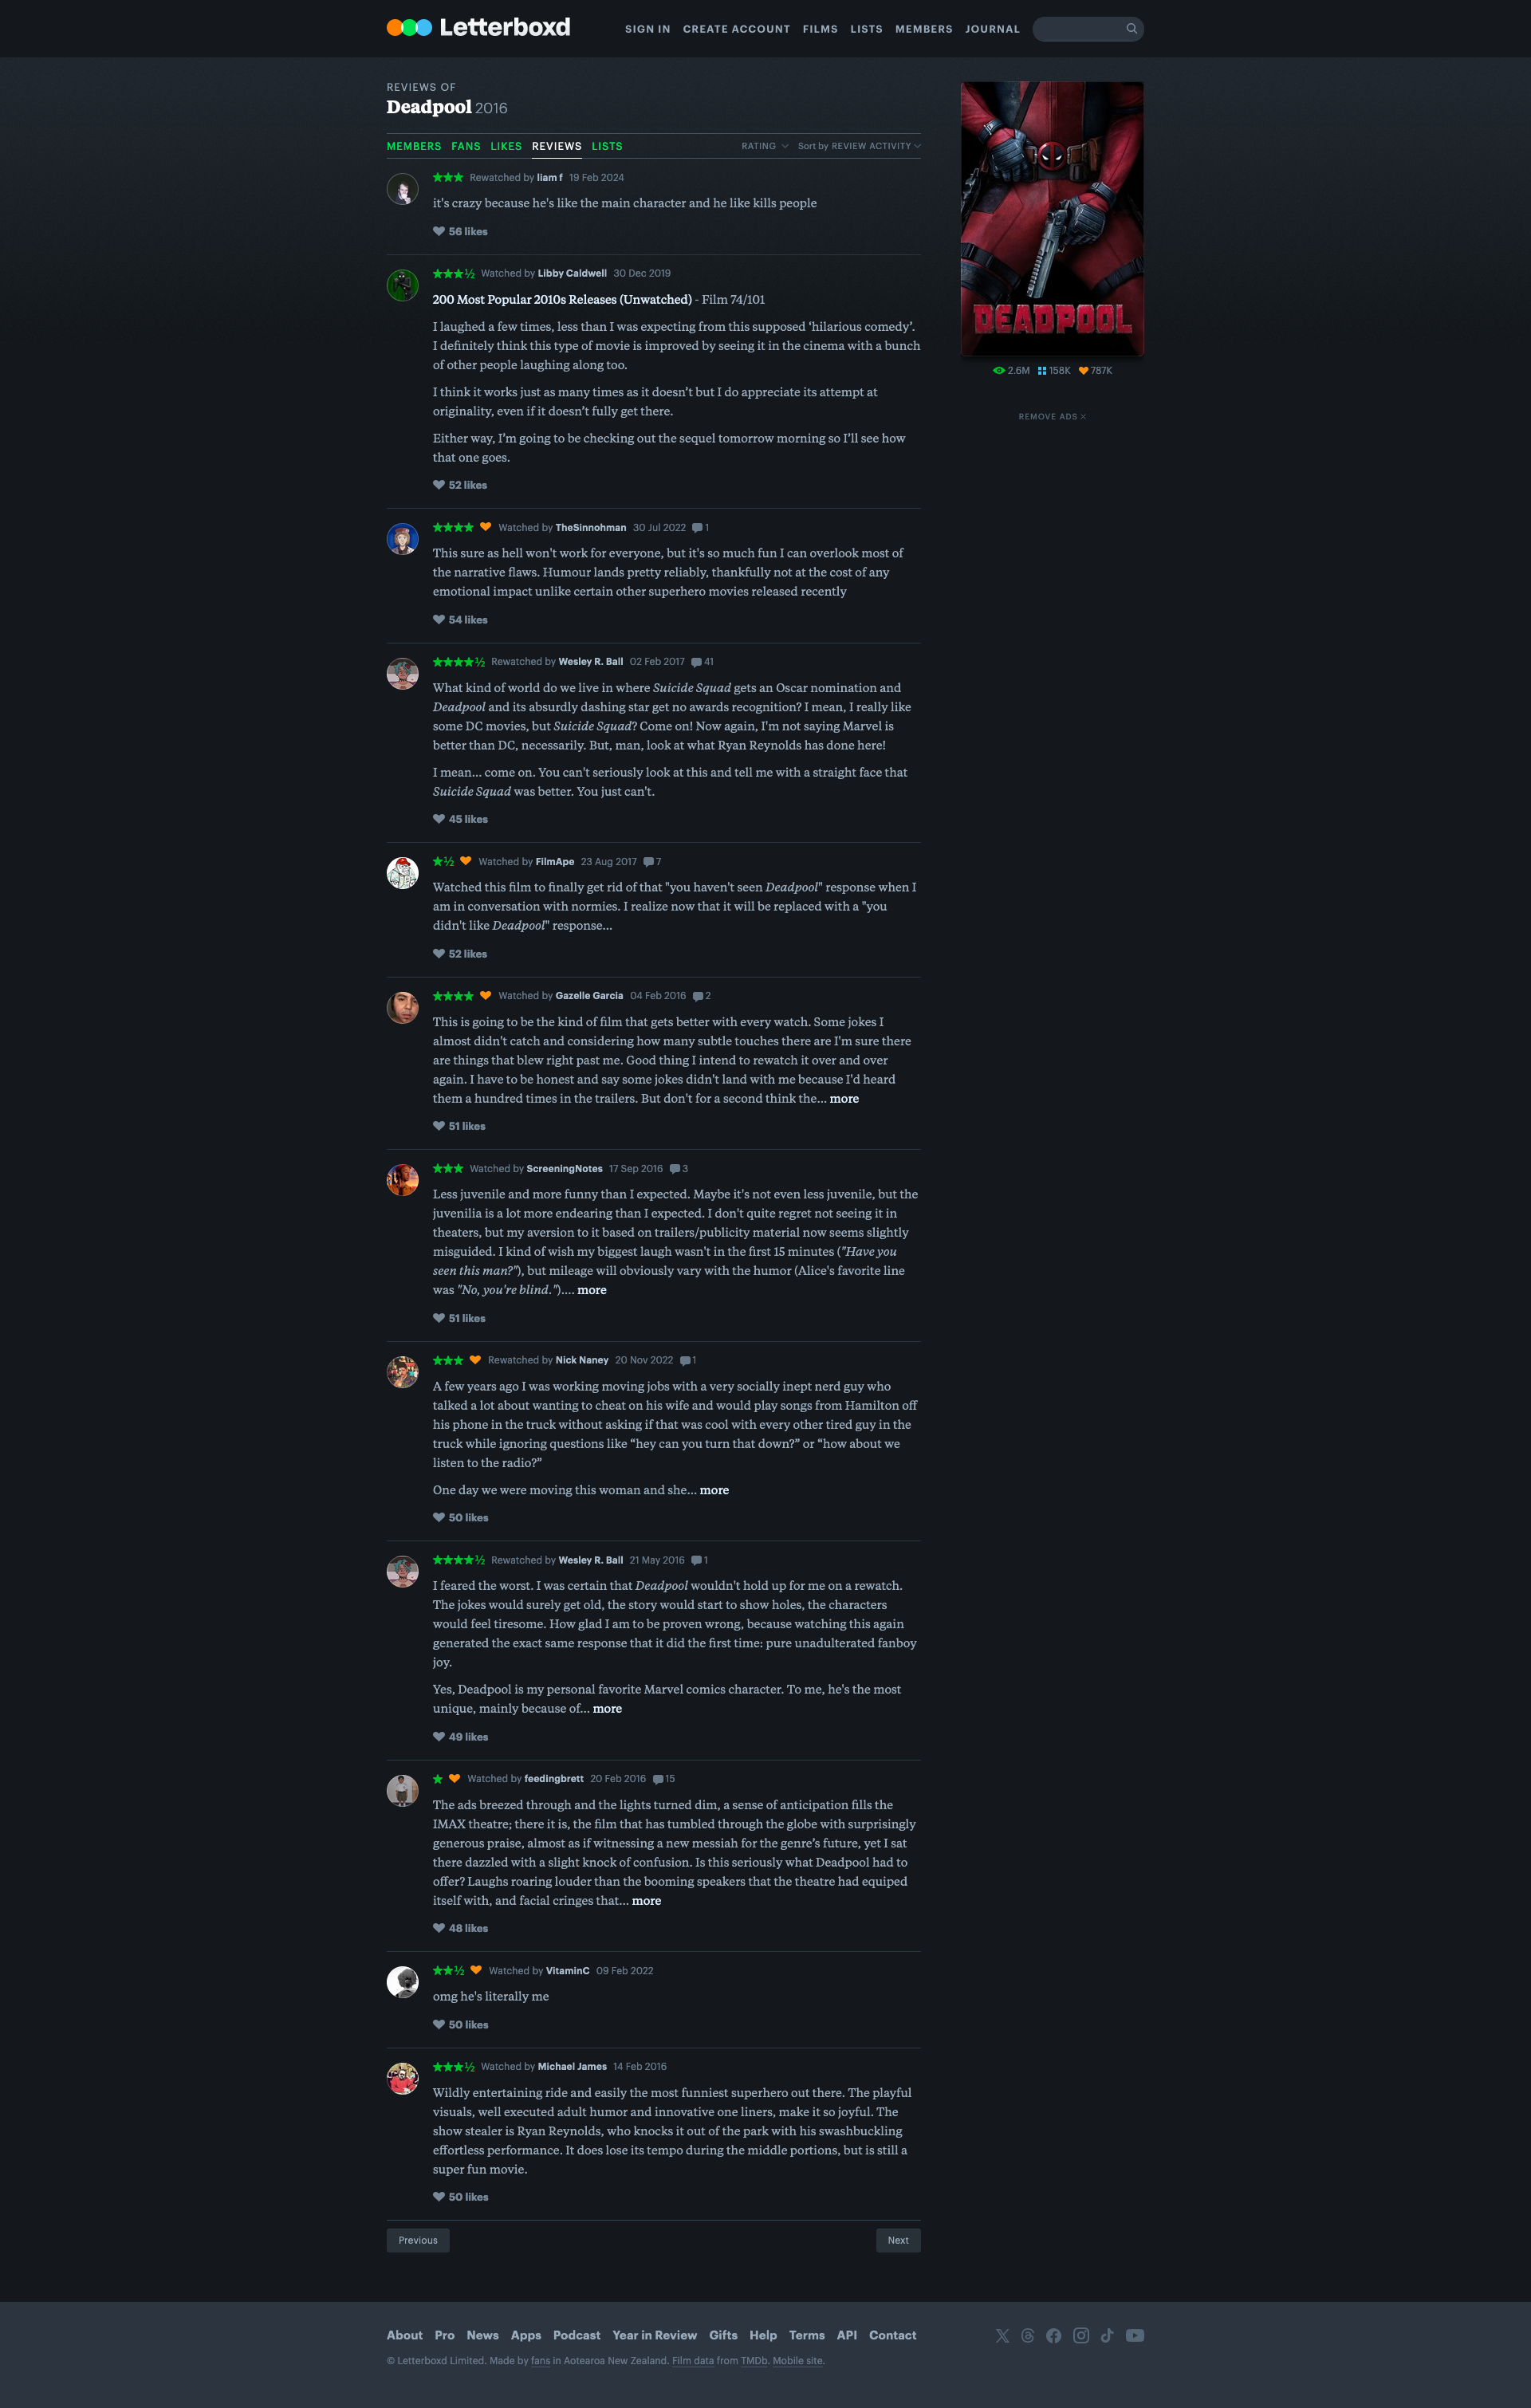 Letterboxd
SIGN IN CREATE ACCOUNT FILMS LISTS MEMBERS JOURNAL
REVIEWS OF
Deadpool 2016
MEMBERS FANS LIKES REVIEWS LISTS RATING Sort by REVIEW ACTIVITY
★★★ Rewatched by liam f 19 Feb 2024
it's crazy because he's like the main character and he like kills people
56 likes
★★★½ Watched by Libby Caldwell 30 Dec 2019
200 Most Popular 2010s Releases (Unwatched) - Film 74/101
I laughed a few times, less than I was expecting from this supposed ‘hilarious comedy’.
I definitely think this type of movie is improved by seeing it in the cinema with a bunch
of other people laughing along too.
I think it works just as many times as it doesn’t but I do appreciate its attempt at
originality, even if it doesn’t fully get there.
Either way, I’m going to be checking out the sequel tomorrow morning so I’ll see how
that one goes.
52 likes
★★★★ Watched by TheSinnohman 30 Jul 2022 1
This sure as hell won't work for everyone, but it's so much fun I can overlook most of
the narrative flaws. Humour lands pretty reliably, thankfully not at the cost of any
emotional impact unlike certain other superhero movies released recently
54 likes
★★★★½ Rewatched by Wesley R. Ball 02 Feb 2017 41
What kind of world do we live in where Suicide Squad gets an Oscar nomination and
Deadpool and its absurdly dashing star get no awards recognition? I mean, I really like
some DC movies, but Suicide Squad? Come on! Now again, I'm not saying Marvel is
better than DC, necessarily. But, man, look at what Ryan Reynolds has done here!
I mean... come on. You can't seriously look at this and tell me with a straight face that
Suicide Squad was better. You just can't.
45 likes
★½ Watched by FilmApe 23 Aug 2017 7
Watched this film to finally get rid of that "you haven't seen Deadpool" response when I
am in conversation with normies. I realize now that it will be replaced with a "you
didn't like Deadpool" response...
52 likes
★★★★ Watched by Gazelle Garcia 04 Feb 2016 2
This is going to be the kind of film that gets better with every watch. Some jokes I
almost didn't catch and considering how many subtle touches there are I'm sure there
are things that blew right past me. Good thing I intend to rewatch it over and over
again. I have to be honest and say some jokes didn't land with me because I'd heard
them a hundred times in the trailers. But don't for a second think the… more
51 likes
★★★ Watched by ScreeningNotes 17 Sep 2016 3
Less juvenile and more funny than I expected. Maybe it's not even less juvenile, but the
juvenilia is a lot more endearing than I expected. I don't quite regret not seeing it in
theaters, but my aversion to it based on trailers/publicity material now seems slightly
misguided. I kind of wish my biggest laugh wasn't in the first 15 minutes ("Have you
seen this man?"), but mileage will obviously vary with the humor (Alice's favorite line
was "No, you're blind.").… more
51 likes
★★★ Rewatched by Nick Naney 20 Nov 2022 1
A few years ago I was working moving jobs with a very socially inept nerd guy who
talked a lot about wanting to cheat on his wife and would play songs from Hamilton off
his phone in the truck without asking if that was cool with every other tired guy in the
truck while ignoring questions like “hey can you turn that down?” or “how about we
listen to the radio?”
One day we were moving this woman and she… more
50 likes
★★★★½ Rewatched by Wesley R. Ball 21 May 2016 1
I feared the worst. I was certain that Deadpool wouldn't hold up for me on a rewatch.
The jokes would surely get old, the story would start to show holes, the characters
would feel tiresome. How glad I am to be proven wrong, because watching this again
generated the exact same response that it did the first time: pure unadulterated fanboy
joy.
Yes, Deadpool is my personal favorite Marvel comics character. To me, he's the most
unique, mainly because of… more
49 likes
★ Watched by feedingbrett 20 Feb 2016 15
The ads breezed through and the lights turned dim, a sense of anticipation fills the
IMAX theatre; there it is, the film that has tumbled through the globe with surprisingly
generous praise, almost as if witnessing a new messiah for the genre’s future, yet I sat
there dazzled with a slight knock of confusion. Is this seriously what Deadpool had to
offer? Laughs roaring louder than the booming speakers that the theatre had equiped
itself with, and facial cringes that… more
48 likes
★★½ Watched by VitaminC 09 Feb 2022
omg he's literally me
50 likes
★★★½ Watched by Michael James 14 Feb 2016
Wildly entertaining ride and easily the most funniest superhero out there. The playful
visuals, well executed adult humor and innovative one liners, make it so joyful. The
show stealer is Ryan Reynolds, who knocks it out of the park with his swashbuckling
effortless performance. It does lose its tempo during the middle portions, but is still a
super fun movie.
50 likes
Previous Next
DEADPOOL
2.6M 158K 787K
REMOVE ADS
About Pro News Apps Podcast Year in Review Gifts Help Terms API Contact
© Letterboxd Limited. Made by fans in Aotearoa New Zealand. Film data from TMDb. Mobile site.